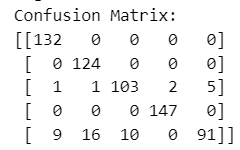 Confusion Matrix:
[[132   0   0   0   0]
 [  0 124   0   0   0]
 [  1   1 103   2   5]
 [  0   0   0 147   0]
 [  9  16  10   0  91]]